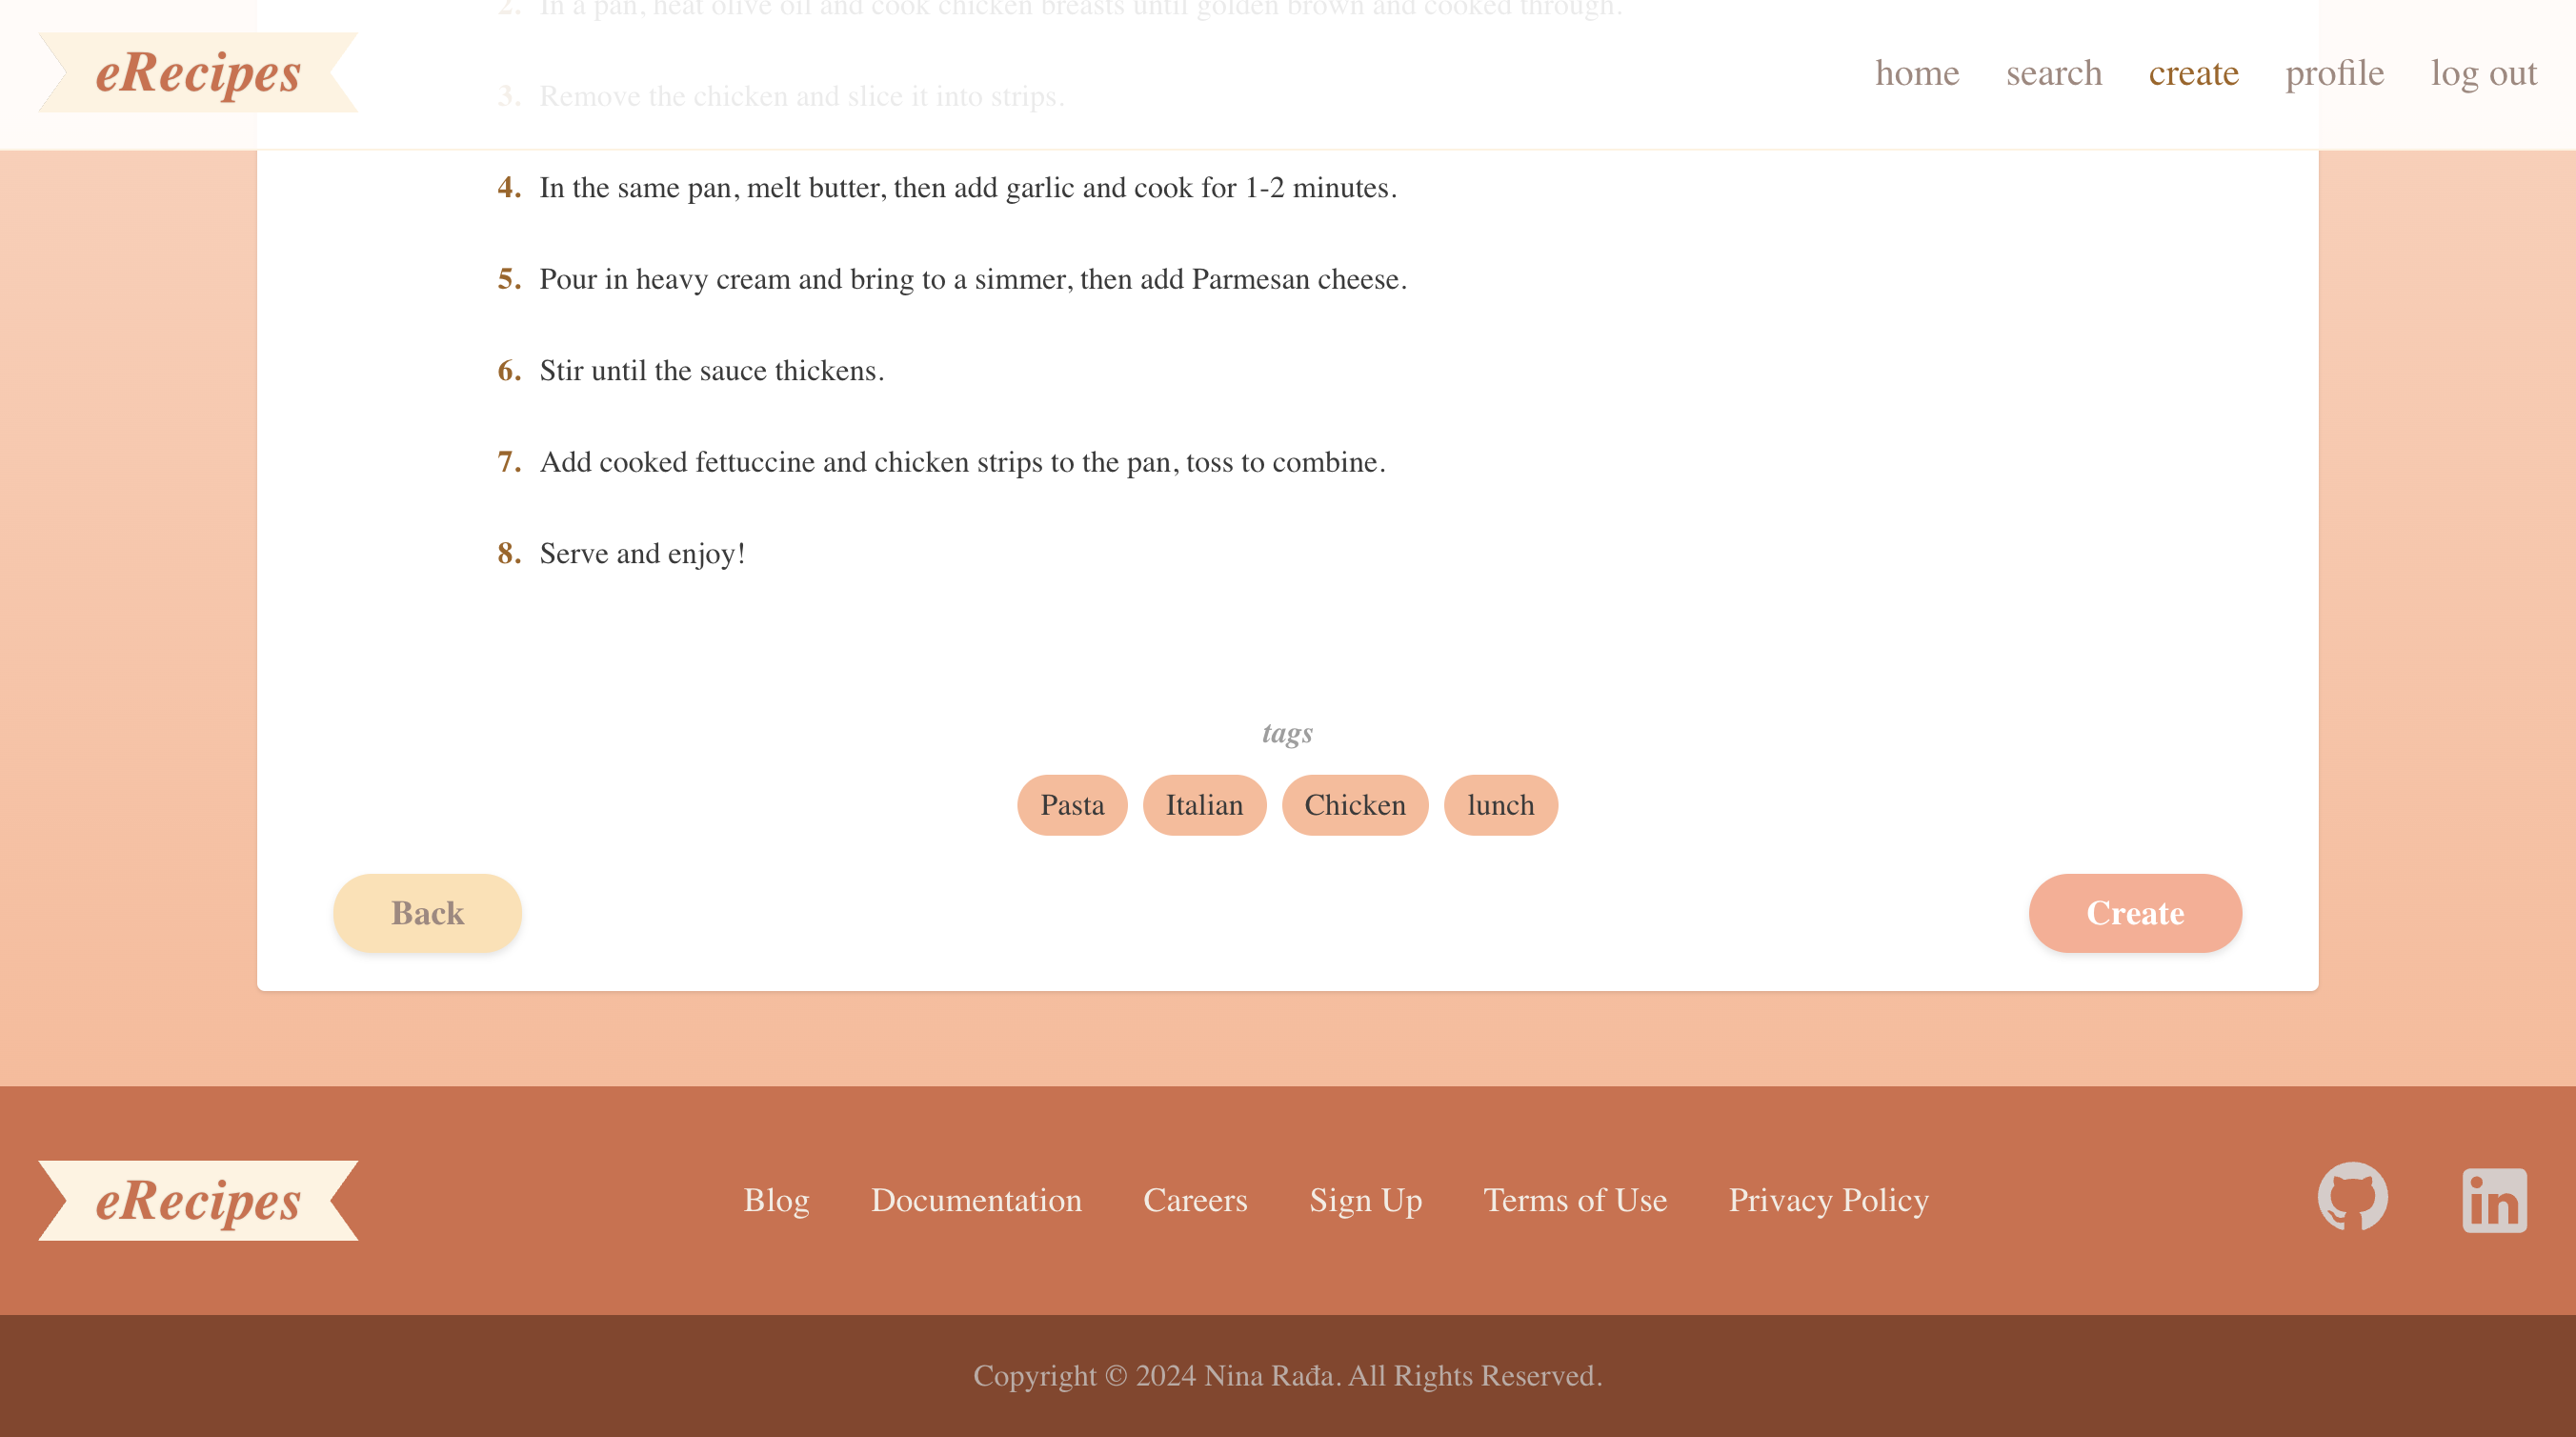 2. In a pan, heat olive oil and cook chicken breasts until golden brown and cooked through.
eRecipes
home search create profile log out
3. Remove the chicken and slice it into strips.
4. In the same pan, melt butter, then add garlic and cook for 1-2 minutes.
5. Pour in heavy cream and bring to a simmer, then add Parmesan cheese.
6. Stir until the sauce thickens.
7. Add cooked fettuccine and chicken strips to the pan, toss to combine.
8. Serve and enjoy!
tags
Pasta Italian Chicken lunch
Back Create
eRecipes Blog Documentation Careers Sign Up Terms of Use Privacy Policy in
Copyright © 2024 Nina Rađa. All Rights Reserved.